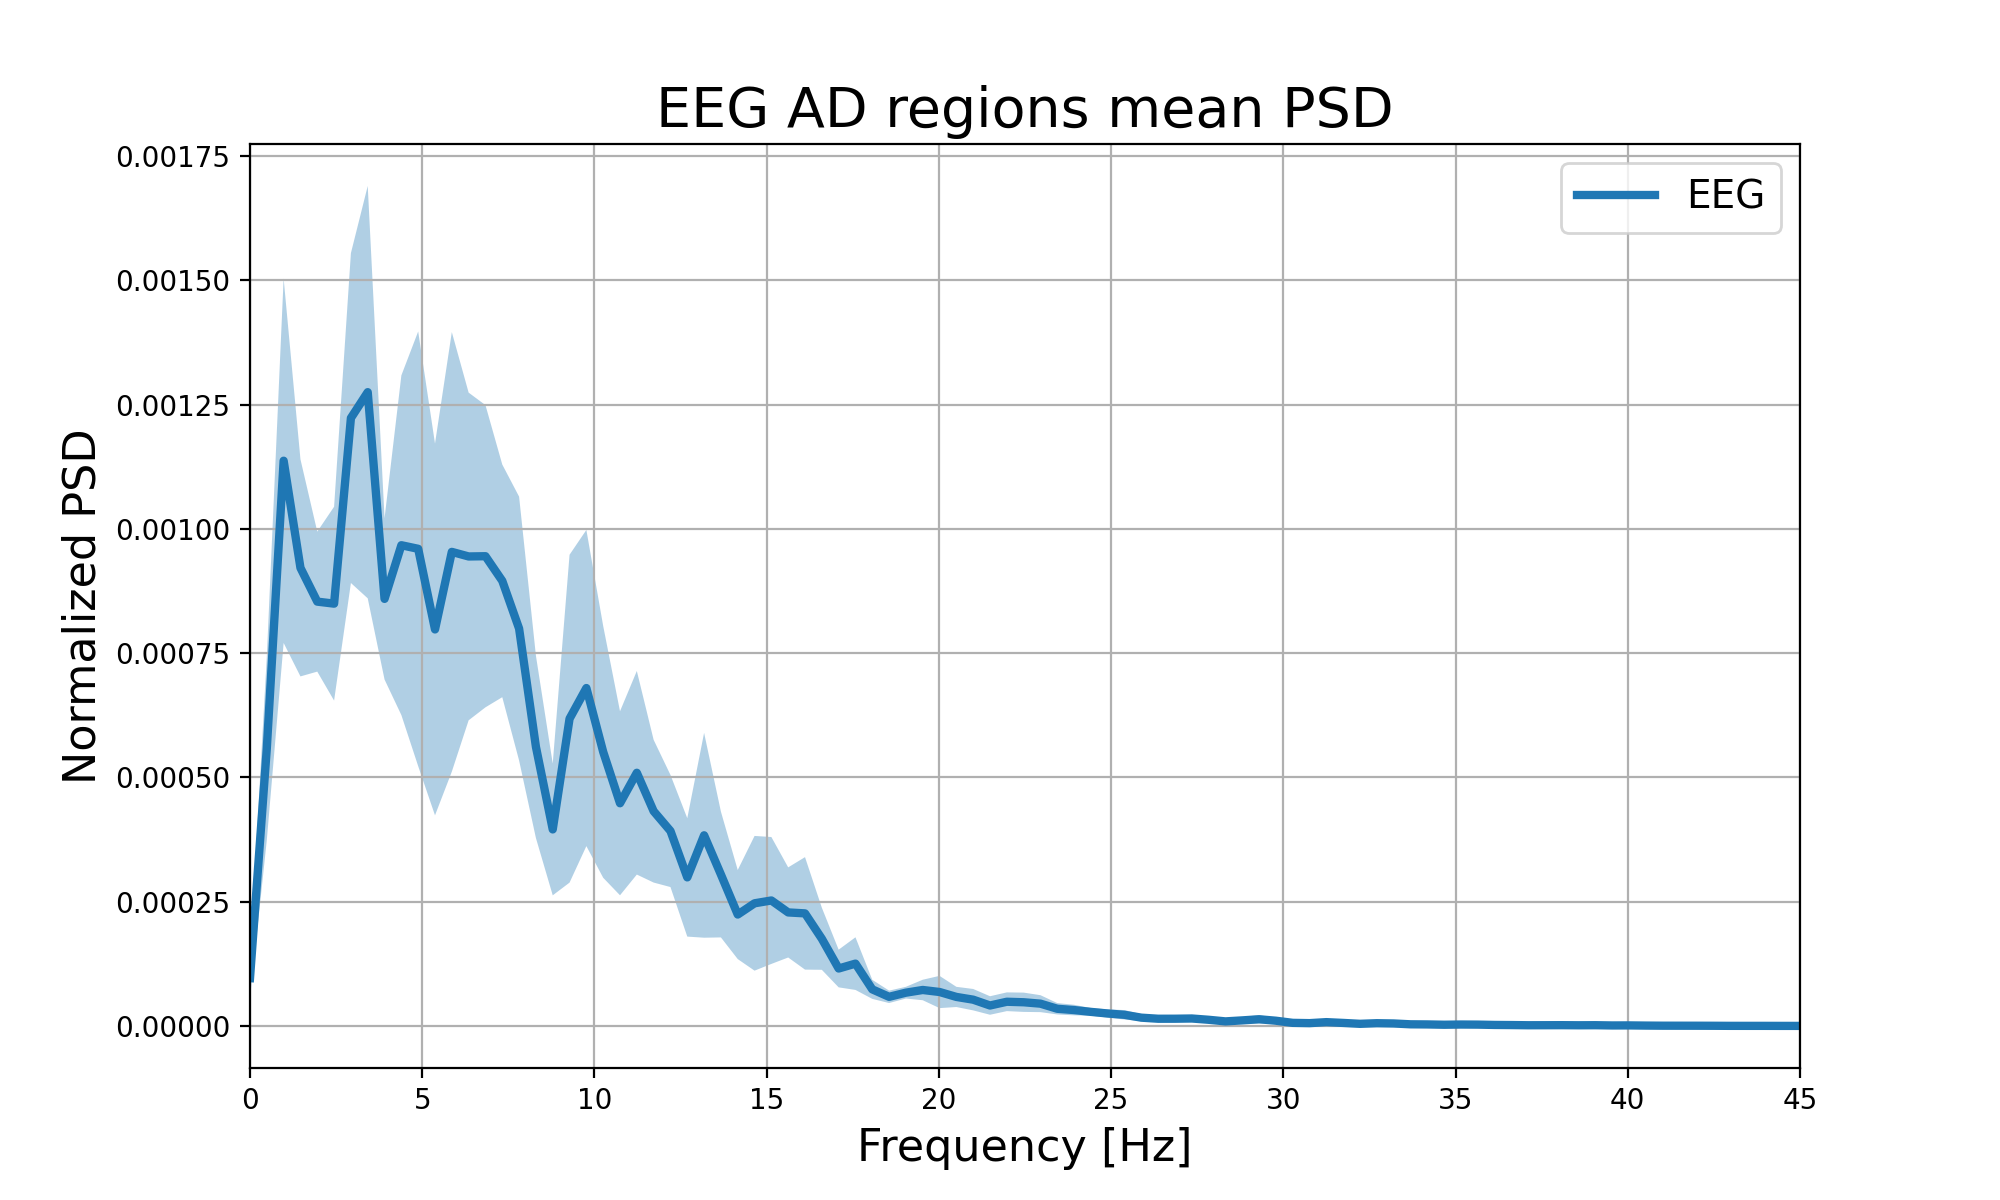 EEG AD regions mean PSD
EEG
Normalized PSD
0.00175
0.00150
0.00125
0.00100
0.00075
0.00050
0.00025
0.00000
0 5 10 15 20 25 30 35 40 45
Frequency [Hz]